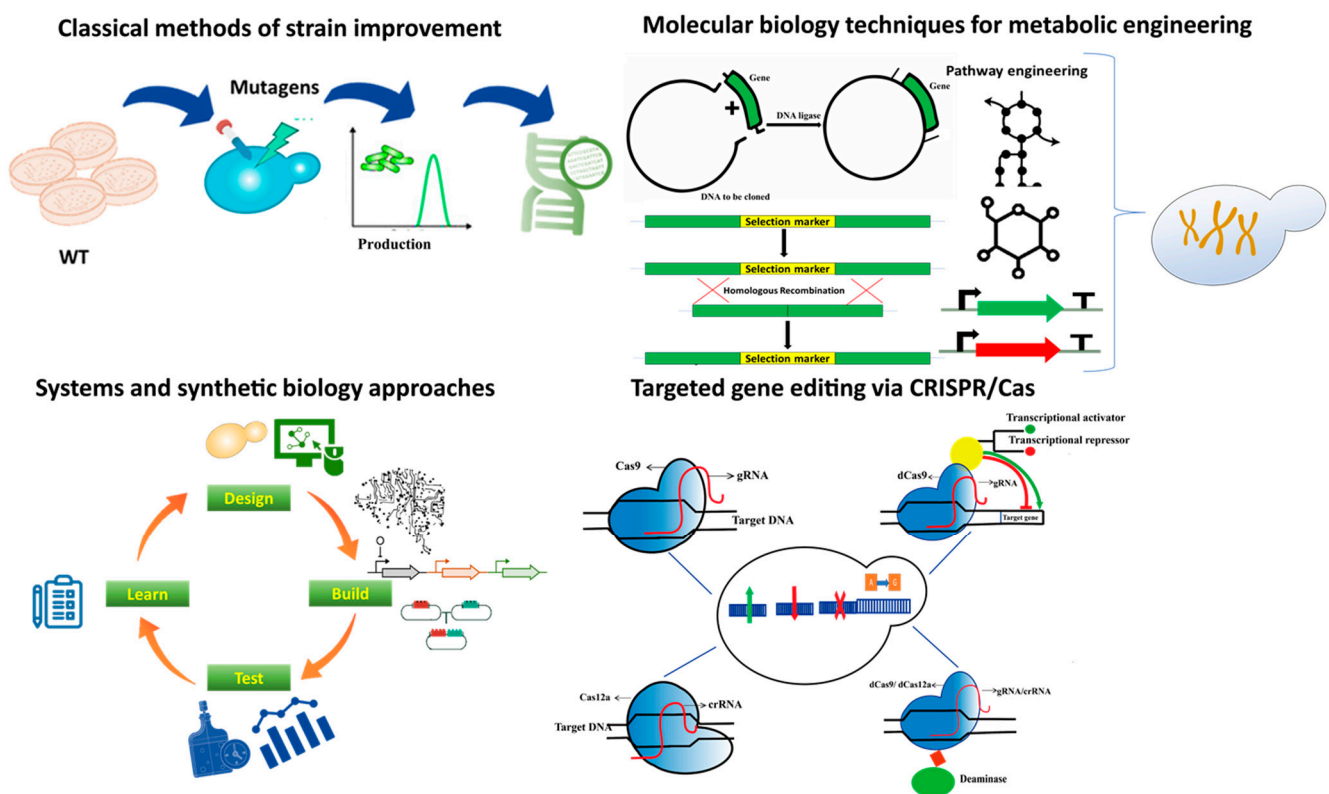 Classical methods of strain improvement
Mutagens
WT
Production
Molecular biology techniques for metabolic engineering
Gene
+
DNA ligase
Gene
DNA to be cloned
Pathway engineering
Selection marker
Selection marker
Homologous Recombination
Selection marker
Systems and synthetic biology approaches
Design
Build
Test
Learn
Targeted gene editing via CRISPR/Cas
Cas9
gRNA
Target DNA
Transcriptional activator
Transcriptional repressor
dCas9
gRNA
Target gene
A
G
Cas12a
crRNA
Target DNA
dCas9/ dCas12a
gRNA/crRNA
Deaminase